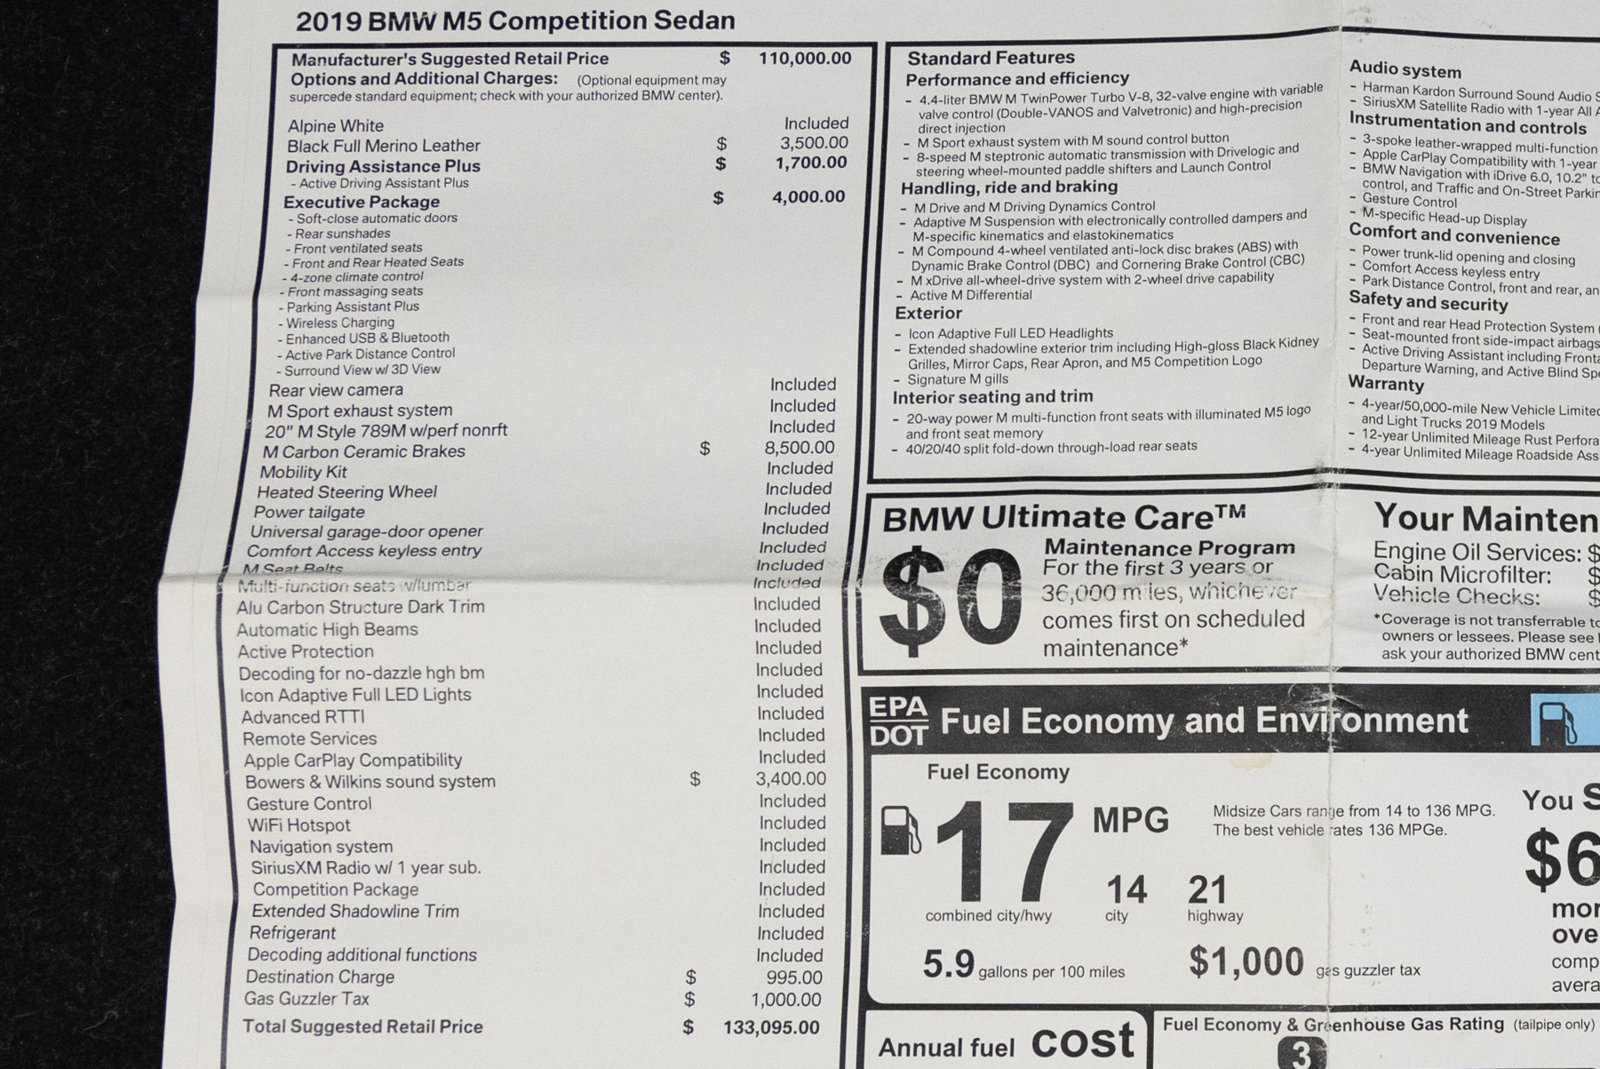 2019 BMW M5 Competition Sedan
Manufacturer's Suggested Retail Price $ 110,000.00
Options and Additional Charges: (Optional equipment may
supercede standard equipment; check with your authorized BMW center).
Alpine White Included
Black Full Merino Leather $ 3,500.00
Driving Assistance Plus $ 1,700.00
- Active Driving Assistant Plus
Executive Package $ 4,000.00
- Soft-close automatic doors
- Rear sunshades
- Front ventilated seats
- Front and Rear Heated Seats
- 4-zone climate control
- Front massaging seats
- Parking Assistant Plus
- Wireless Charging
- Enhanced USB & Bluetooth
- Active Park Distance Control
- Surround View w/ 3D View
Rear view camera Included
M Sport exhaust system Included
20" M Style 789M w/perf nonrft Included
M Carbon Ceramic Brakes $ 8,500.00
Mobility Kit Included
Heated Steering Wheel Included
Power tailgate Included
Universal garage-door opener Included
Comfort Access keyless entry Included
M Seat Belts Included
Multi-function seats w/lumbar Included
Alu Carbon Structure Dark Trim Included
Automatic High Beams Included
Active Protection Included
Decoding for no-dazzle hgh bm Included
Icon Adaptive Full LED Lights Included
Advanced RTTI Included
Remote Services Included
Apple CarPlay Compatibility Included
Bowers & Wilkins sound system $ 3,400.00
Gesture Control Included
WiFi Hotspot Included
Navigation system Included
SiriusXM Radio w/ 1 year sub. Included
Competition Package Included
Extended Shadowline Trim Included
Refrigerant Included
Decoding additional functions Included
Destination Charge $ 995.00
Gas Guzzler Tax $ 1,000.00
Total Suggested Retail Price $ 133,095.00
Standard Features
Performance and efficiency
- 4.4-liter BMW M TwinPower Turbo V-8, 32-valve engine with variable
valve control (Double-VANOS and Valvetronic) and high-precision
direct injection
- M Sport exhaust system with M sound control button
- 8-speed M steptronic automatic transmission with Drivelogic and
steering wheel-mounted paddle shifters and Launch Control
Handling, ride and braking
- M Drive and M Driving Dynamics Control
- Adaptive M Suspension with electronically controlled dampers and
M-specific kinematics and elastokinematics
- M Compound 4-wheel ventilated anti-lock disc brakes (ABS) with
Dynamic Brake Control (DBC) and Cornering Brake Control (CBC)
- M xDrive all-wheel-drive system with 2-wheel drive capability
- Active M Differential
Exterior
- Icon Adaptive Full LED Headlights
- Extended shadowline exterior trim including High-gloss Black Kidney
Grilles, Mirror Caps, Rear Apron, and M5 Competition Logo
- Signature M gills
Interior seating and trim
- 20-way power M multi-function front seats with illuminated M5 logo
and front seat memory
- 40/20/40 split fold-down through-load rear seats
Audio system
- Harman Kardon Surround Sound Audio S
- SiriusXM Satellite Radio with 1-year All A
Instrumentation and controls
- 3-spoke leather-wrapped multi-function
- Apple CarPlay Compatibility with 1-year
- BMW Navigation with iDrive 6.0, 10.2" to
control, and Traffic and On-Street Parkin
- Gesture Control
- M-specific Head-up Display
Comfort and convenience
- Power trunk-lid opening and closing
- Comfort Access keyless entry
- Park Distance Control, front and rear, an
Safety and security
- Front and rear Head Protection System (
- Seat-mounted front side-impact airbags
- Active Driving Assistant including Fronta
Departure Warning, and Active Blind Spo
Warranty
- 4-year/50,000-mile New Vehicle Limited
and Light Trucks 2019 Models
- 12-year Unlimited Mileage Rust Perfora
- 4-year Unlimited Mileage Roadside Ass
BMW Ultimate Care™
$0
Maintenance Program
For the first 3 years or
36,000 miles, whichever
comes first on scheduled
maintenance*
Your Mainten
Engine Oil Services: $
Cabin Microfilter: $
Vehicle Checks: $
*Coverage is not transferrable to
owners or lessees. Please see
ask your authorized BMW cent
EPA
DOT
Fuel Economy and Environment
Fuel Economy
17 MPG
combined city/hwy
14
city
21
highway
Midsize Cars range from 14 to 136 MPG.
The best vehicle rates 136 MPGe.
5.9 gallons per 100 miles
$1,000 gas guzzler tax
You S
$6
mor
ove
comp
avera
Annual fuel cost
Fuel Economy & Greenhouse Gas Rating (tailpipe only)
3